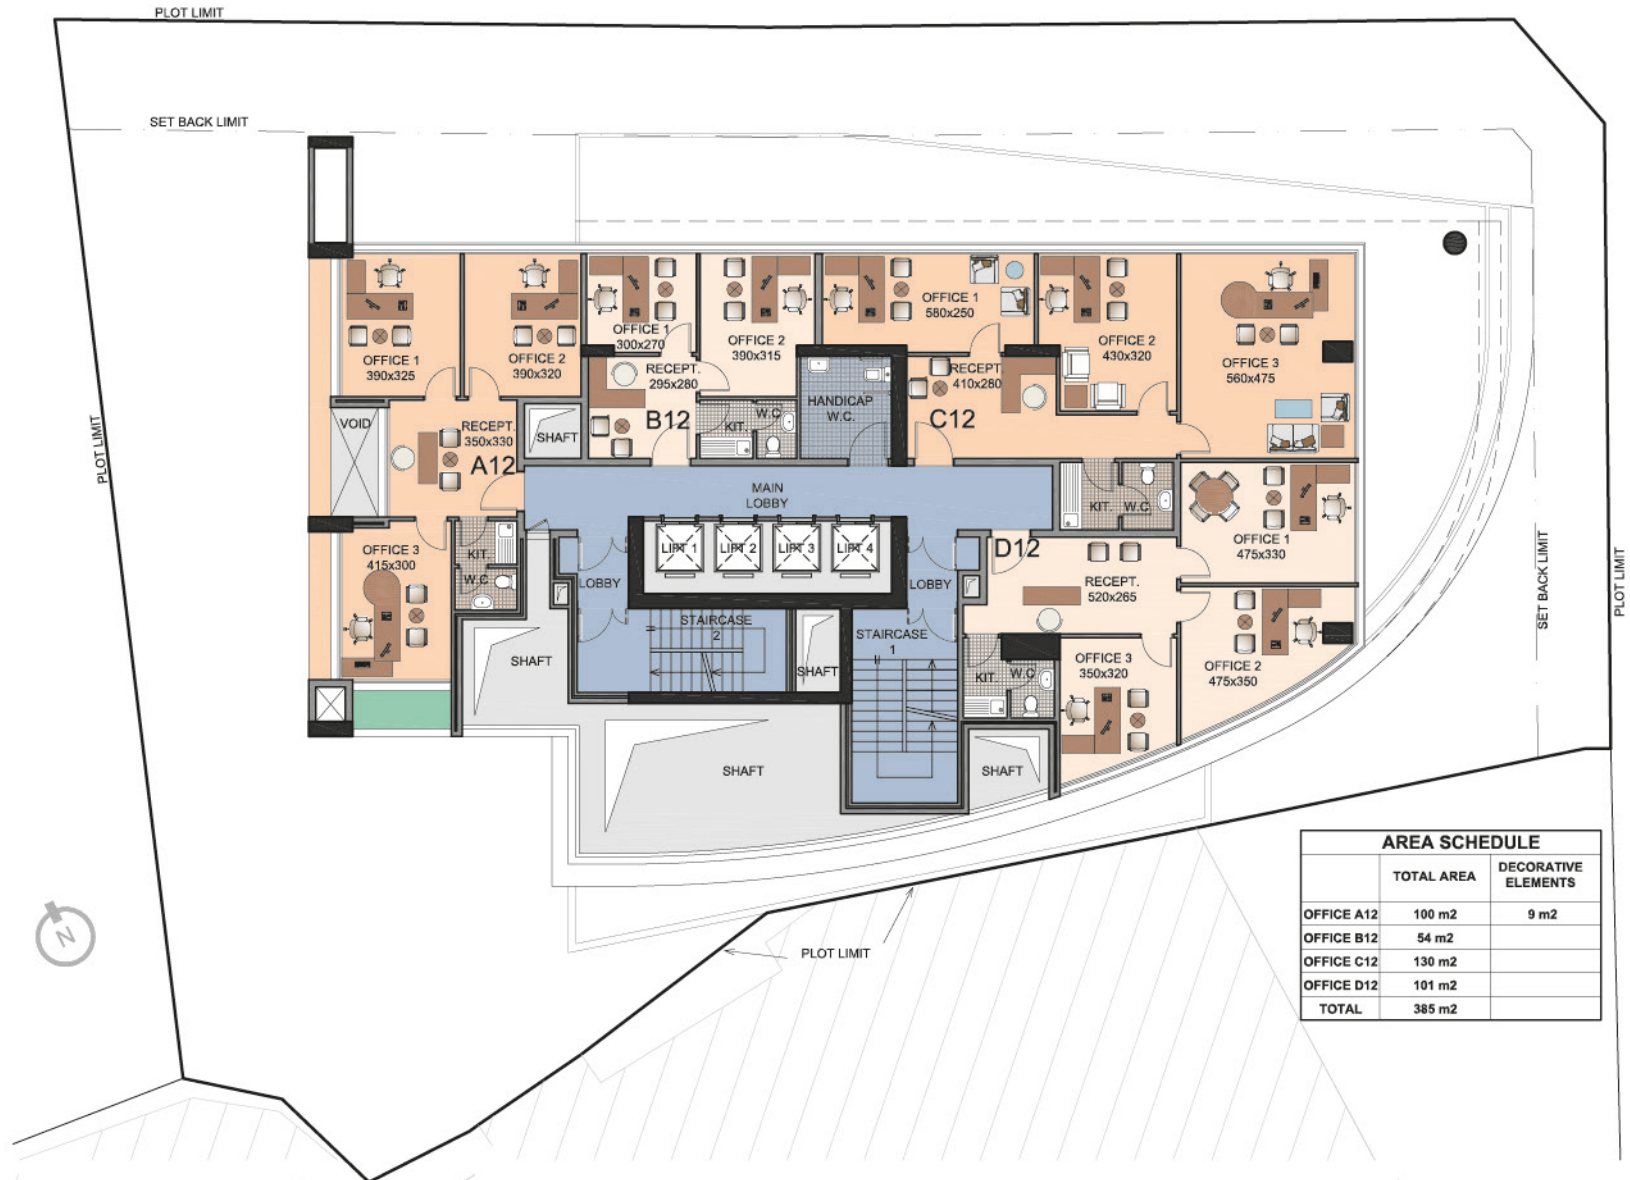 PLOT LIMIT
SET BACK LIMIT
PLOT LIMIT
OFFICE 1
390x325
OFFICE 2
390x320
OFFICE 1
300x270
OFFICE 2
390x315
OFFICE 1
580x250
OFFICE 2
430x320
OFFICE 3
560x475
VOID
RECEPT.
350x330
A12
SHAFT
RECEPT.
295x280
B12
KIT.
W.C
HANDICAP
W.C.
RECEPT.
410x280
C12
MAIN
LOBBY
KIT.
W.C
OFFICE 1
475x330
OFFICE 3
415x300
KIT.
W.C
LOBBY
LIFT 1
LIFT 2
LIFT 3
LIFT 4
LOBBY
D12
RECEPT.
520x265
SET BACK LIMIT
PLOT LIMIT
SHAFT
STAIRCASE
2
SHAFT
STAIRCASE
1
KIT.
W.C
OFFICE 3
350x320
OFFICE 2
475x350
SHAFT
SHAFT
N
PLOT LIMIT
AREA SCHEDULE
TOTAL AREA DECORATIVE
ELEMENTS
OFFICE A12 100 m2 9 m2
OFFICE B12 54 m2
OFFICE C12 130 m2
OFFICE D12 101 m2
TOTAL 385 m2